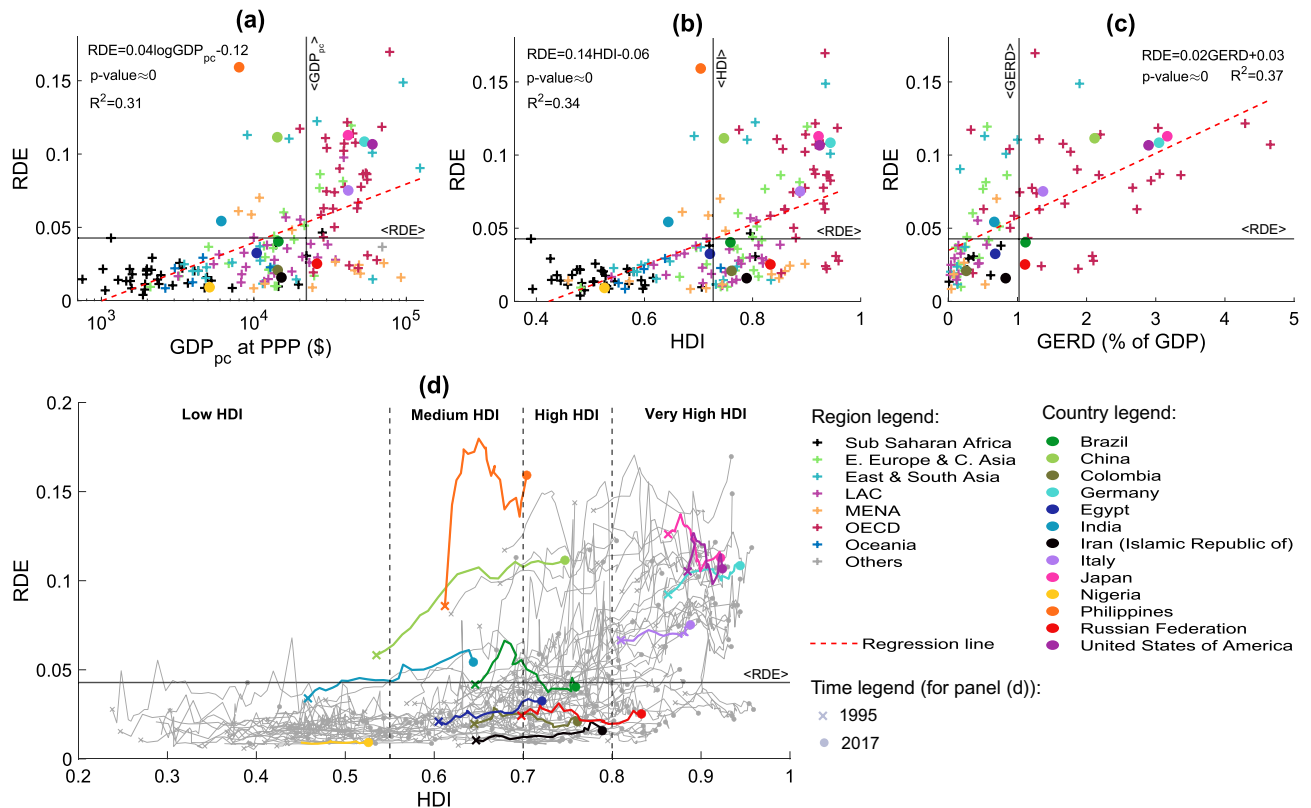 (a)
RDE=0.04logGDPpc-0.12
p-value≈0
R²=0.31
<GDPpc>
<RDE>
RDE
0.15
0.1
0.05
0
10³
10⁴
10⁵
GDPpc at PPP ($)
(b)
RDE=0.14HDI-0.06
p-value≈0
R²=0.34
<HDI>
<RDE>
RDE
0.15
0.1
0.05
0
0.4
0.6
0.8
1
HDI
(c)
<GERD>
RDE=0.02GERD+0.03
p-value≈0 R²=0.37
<RDE>
RDE
0.15
0.1
0.05
0
0
1
2
3
4
5
GERD (% of GDP)
(d)
Low HDI
Medium HDI
High HDI
Very High HDI
<RDE>
RDE
0.2
0.15
0.1
0.05
0
0.2
0.3
0.4
0.5
0.6
0.7
0.8
0.9
1
HDI
Region legend:
Sub Saharan Africa
E. Europe & C. Asia
East & South Asia
LAC
MENA
OECD
Oceania
Others
Regression line
Time legend (for panel (d)):
1995
2017
Country legend:
Brazil
China
Colombia
Germany
Egypt
India
Iran (Islamic Republic of)
Italy
Japan
Nigeria
Philippines
Russian Federation
United States of America